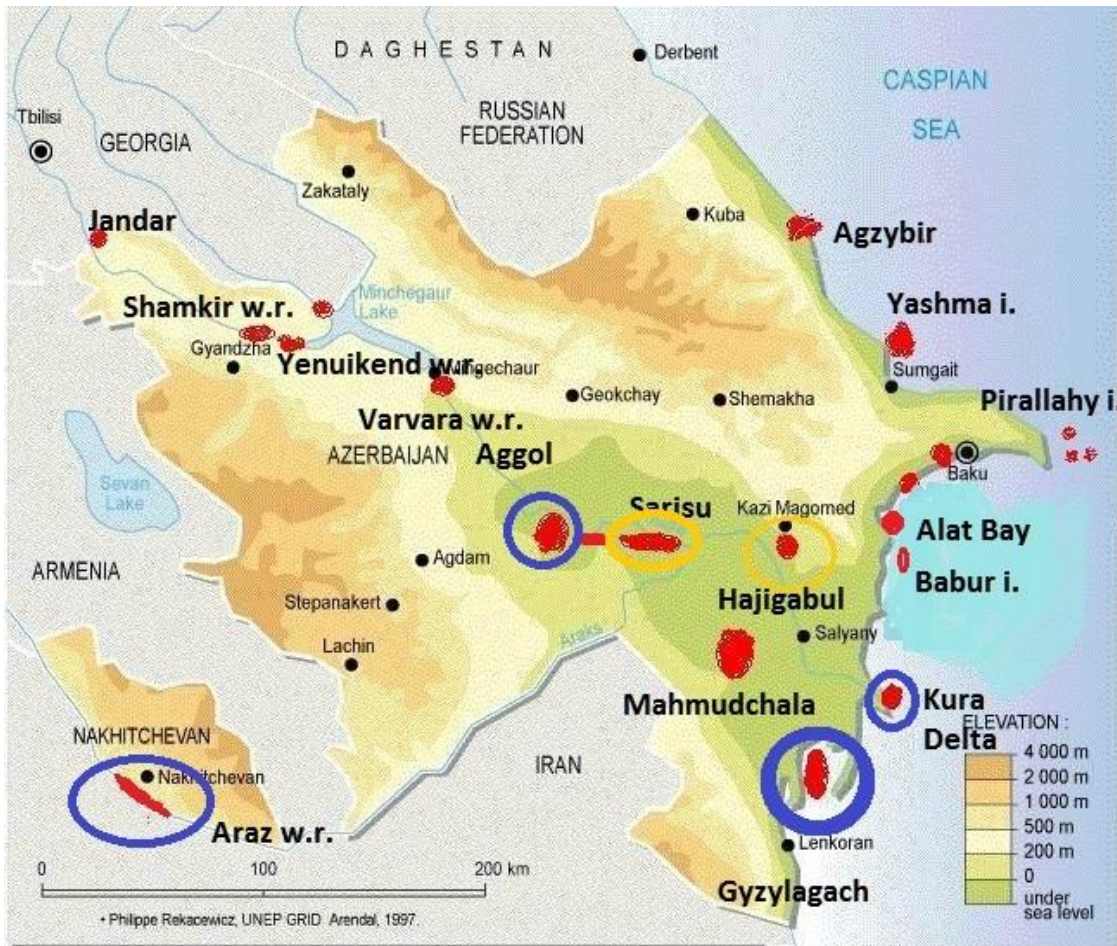 DAGHESTAN
Derbent
CASPIAN
SEA
Tbilisi
RUSSIAN
FEDERATION
GEORGIA
Zakataly
Kuba
Jandar
Agzybir
Minchegaur
Lake
Shamkir w.r.
Yashma i.
Gyandzha
Yenuikend w.r.
Mingechaur
Sumgait
Geokchay
Shemakha
Pirallahy i.
Varvara w.r.
AZERBAIJAN
Aggol
Baku
Sevan
Lake
Sarisu
Kazi Magomed
Alat Bay
Agdam
ARMENIA
Babur i.
Hajigabul
Stepanakert
Salyany
Araks
Lachin
Mahmudchala
Kura
Delta
NAKHITCHEVAN
IRAN
Nakhitchevan
Araz w.r.
Lenkoran
Gyzylagach
ELEVATION :
4 000 m
2 000 m
1 000 m
500 m
200 m
0
under
sea level
0 100 200 km
• Philippe Rekacewicz, UNEP GRID Arendal, 1997.